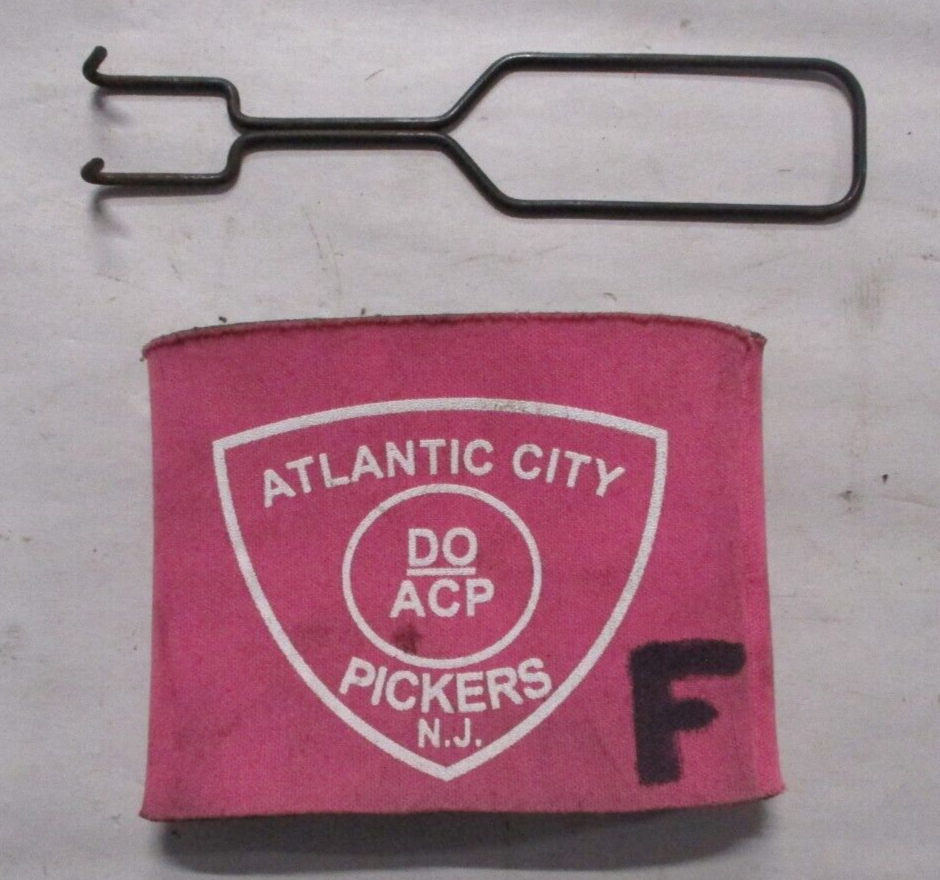 ATLANTIC CITY
DO
ACP
PICKERS
N.J.
F